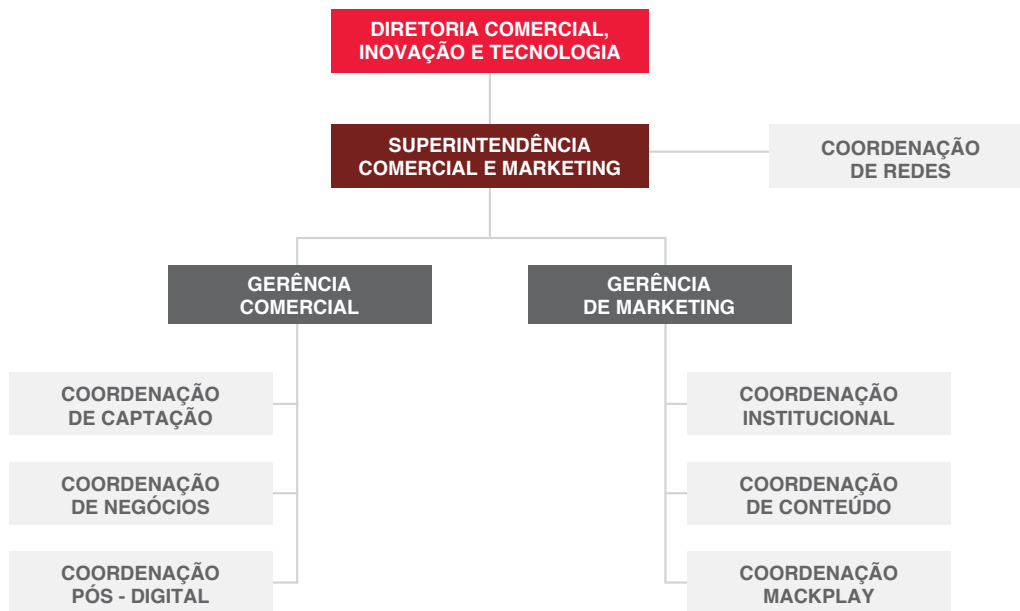 DIRETORIA COMERCIAL,
INOVAÇÃO E TECNOLOGIA
SUPERINTENDÊNCIA
COMERCIAL E MARKETING
COORDENAÇÃO
DE REDES
GERÊNCIA
COMERCIAL
GERÊNCIA
DE MARKETING
COORDENAÇÃO
DE CAPTAÇÃO
COORDENAÇÃO
DE NEGÓCIOS
COORDENAÇÃO
PÓS - DIGITAL
COORDENAÇÃO
INSTITUCIONAL
COORDENAÇÃO
DE CONTEÚDO
COORDENAÇÃO
MACKPLAY